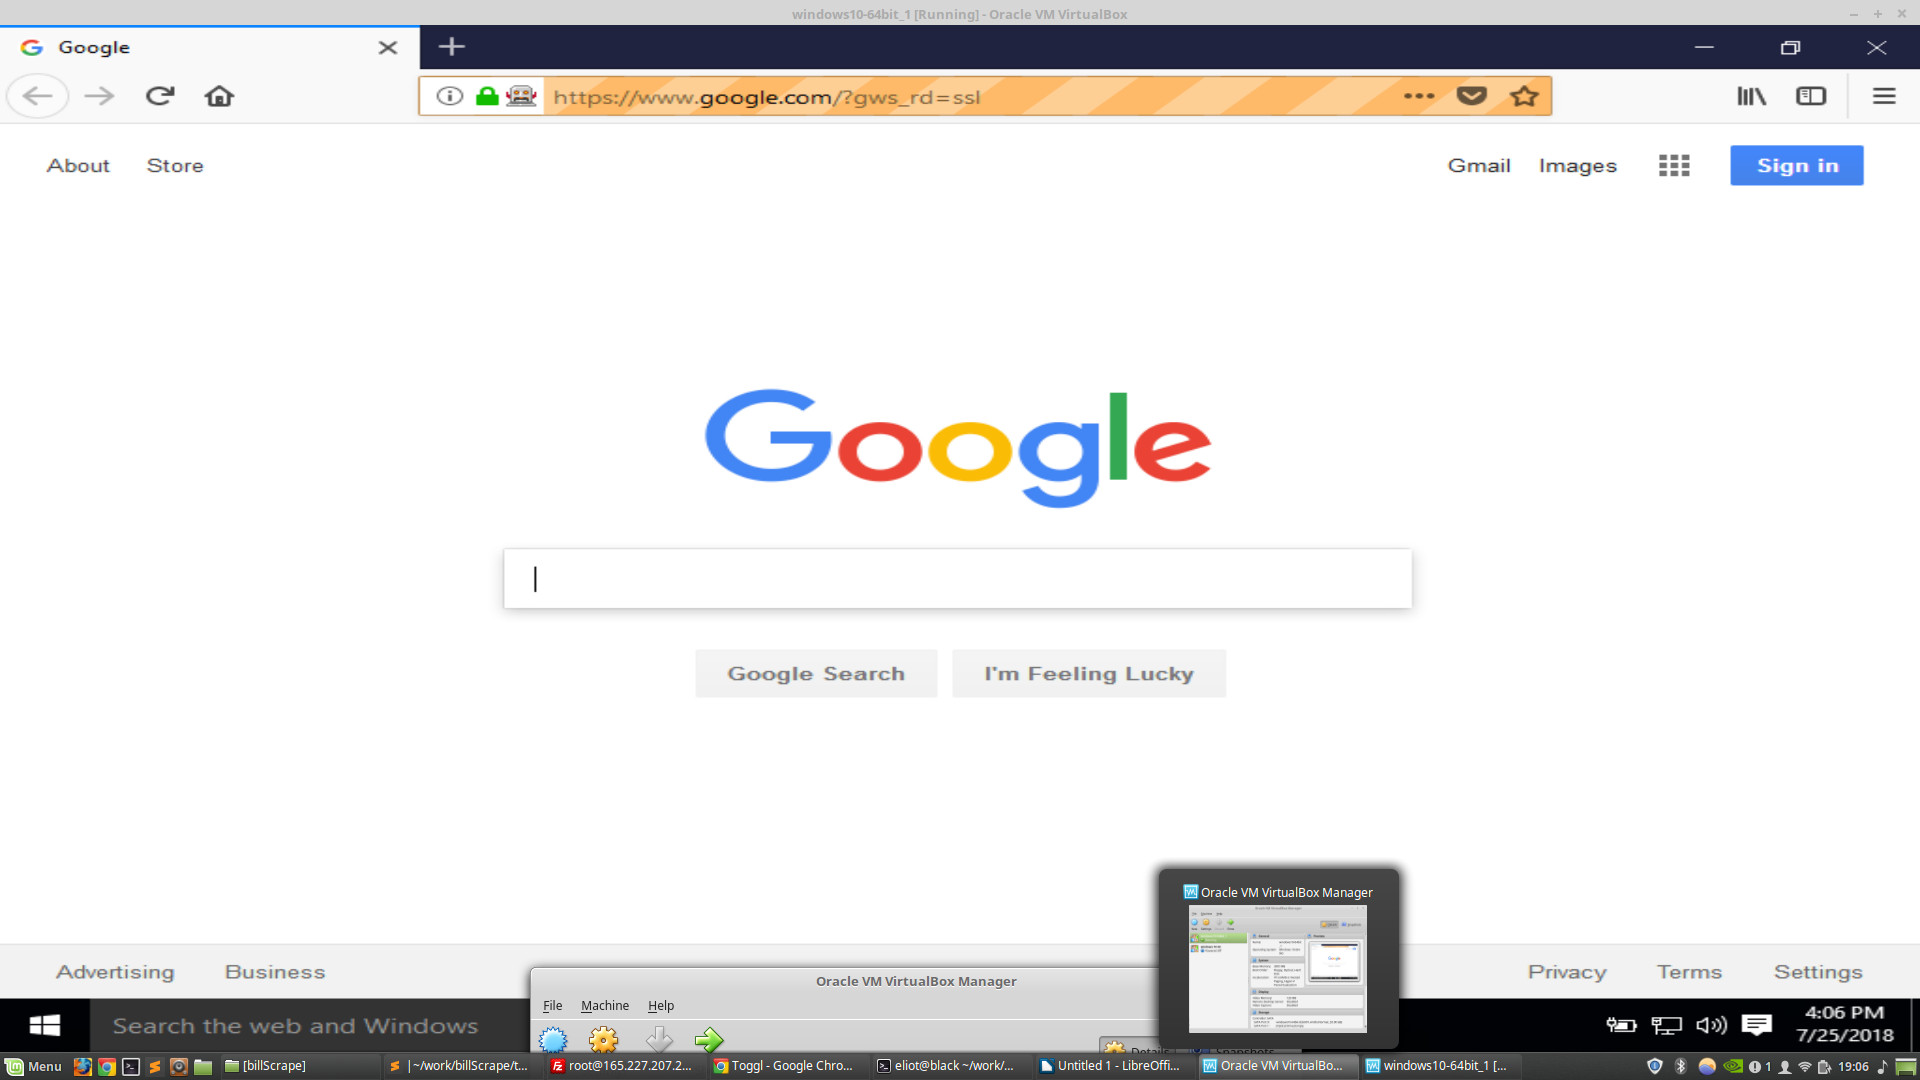 windows10-64bit_1 [Running] - Oracle VM VirtualBox
Google
https://www.google.com/?gws_rd=ssl
About Store Gmail Images Sign in
Google
Google Search I'm Feeling Lucky
Advertising Business Privacy Terms Settings
Oracle VM VirtualBox Manager
Oracle VM VirtualBox Manager
File Machine Help
Search the web and Windows
4:06 PM
7/25/2018
Details Snapshots
Menu [billScrape] ~/work/billScrape/t... root@165.227.207.2... Toggl - Google Chro... eliot@black ~/work/... Untitled 1 - LibreOffi... Oracle VM VirtualBo... windows10-64bit_1 [... 1 19:06